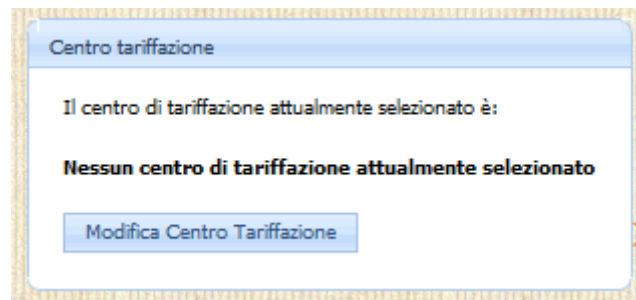 Centro tariffazione
Il centro di tariffazione attualmente selezionato è:
Nessun centro di tariffazione attualmente selezionato
Modifica Centro Tariffazione